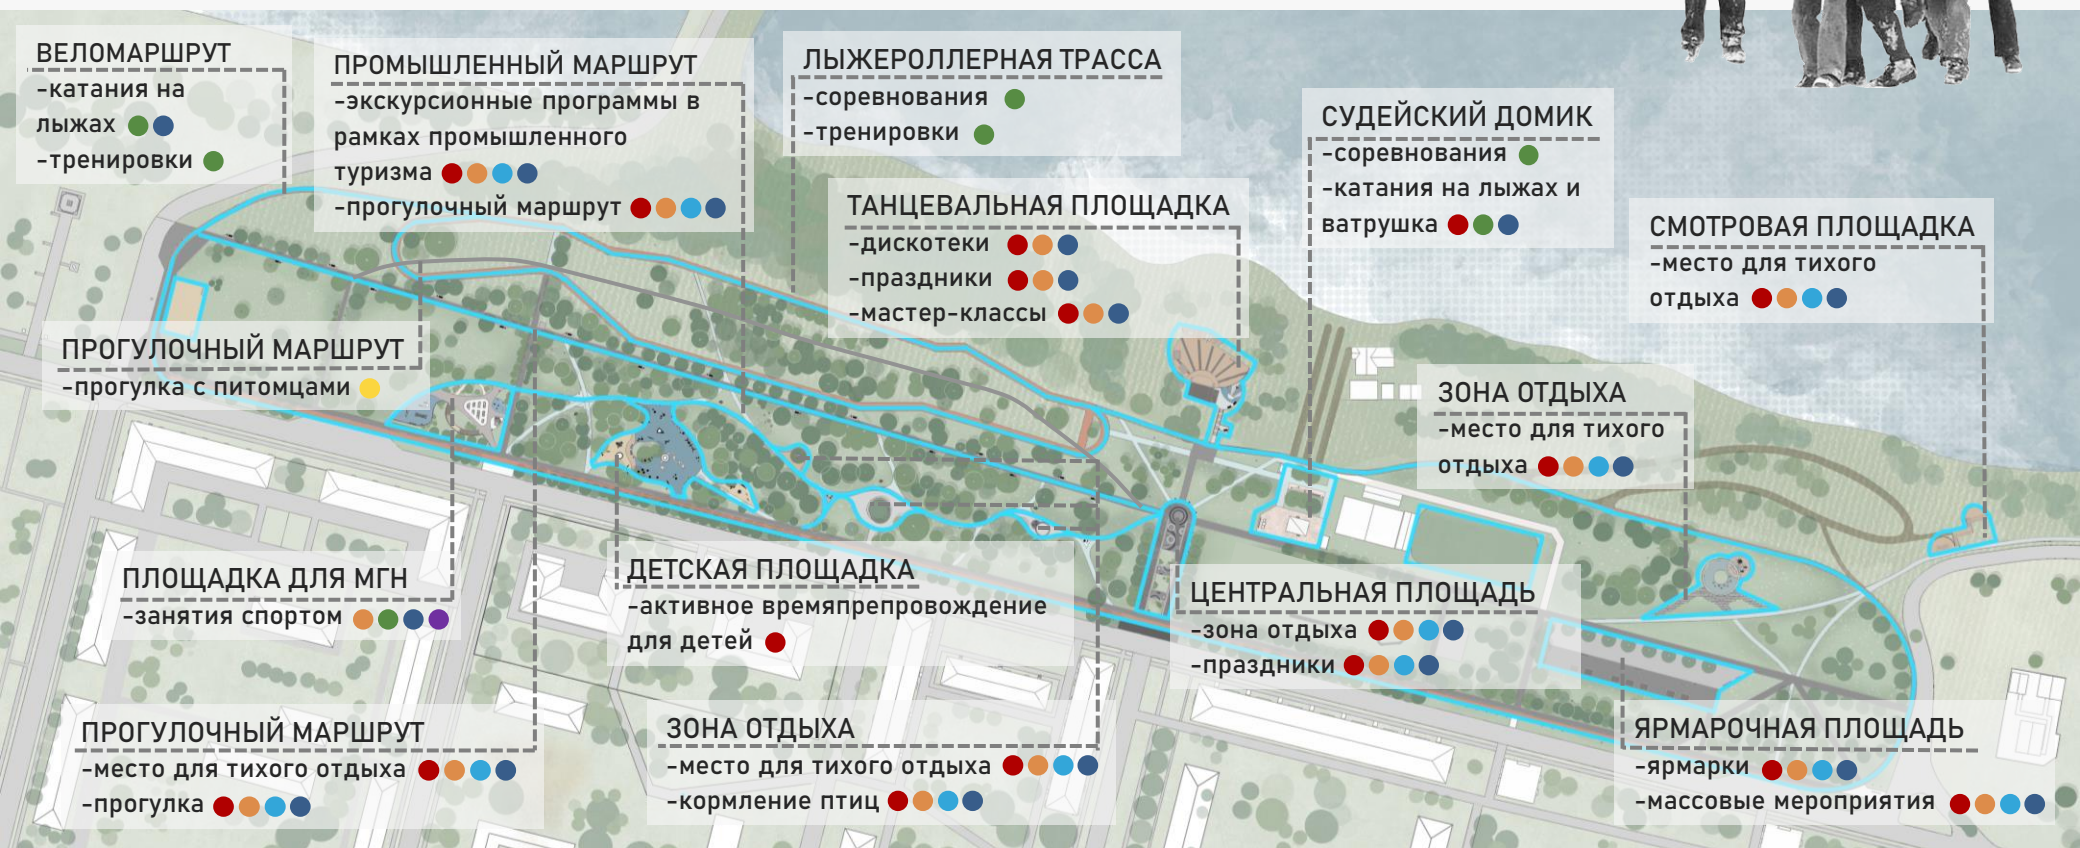 ВЕЛОМАРШРУТ
-катания на
лыжах
-тренировки
ПРОМЫШЛЕННЫЙ МАРШРУТ
-экскурсионные программы в
рамках промышленного
туризма
-прогулочный маршрут
ЛЫЖЕРОЛЛЕРНАЯ ТРАССА
-соревнования
-тренировки
ТАНЦЕВАЛЬНАЯ ПЛОЩАДКА
-дискотеки
-праздники
-мастер-классы
СУДЕЙСКИЙ ДОМИК
-соревнования
-катания на лыжах и
ватрушка
СМОТРОВАЯ ПЛОЩАДКА
-место для тихого
отдыха
ПРОГУЛОЧНЫЙ МАРШРУТ
-прогулка с питомцами
ЗОНА ОТДЫХА
-место для тихого
отдыха
ПЛОЩАДКА ДЛЯ МГН
-занятия спортом
ДЕТСКАЯ ПЛОЩАДКА
-активное времяпрепровождение
для детей
ЦЕНТРАЛЬНАЯ ПЛОЩАДЬ
-зона отдыха
-праздники
ПРОГУЛОЧНЫЙ МАРШРУТ
-место для тихого отдыха
-прогулка
ЗОНА ОТДЫХА
-место для тихого отдыха
-кормление птиц
ЯРМАРОЧНАЯ ПЛОЩАДЬ
-ярмарки
-массовые мероприятия